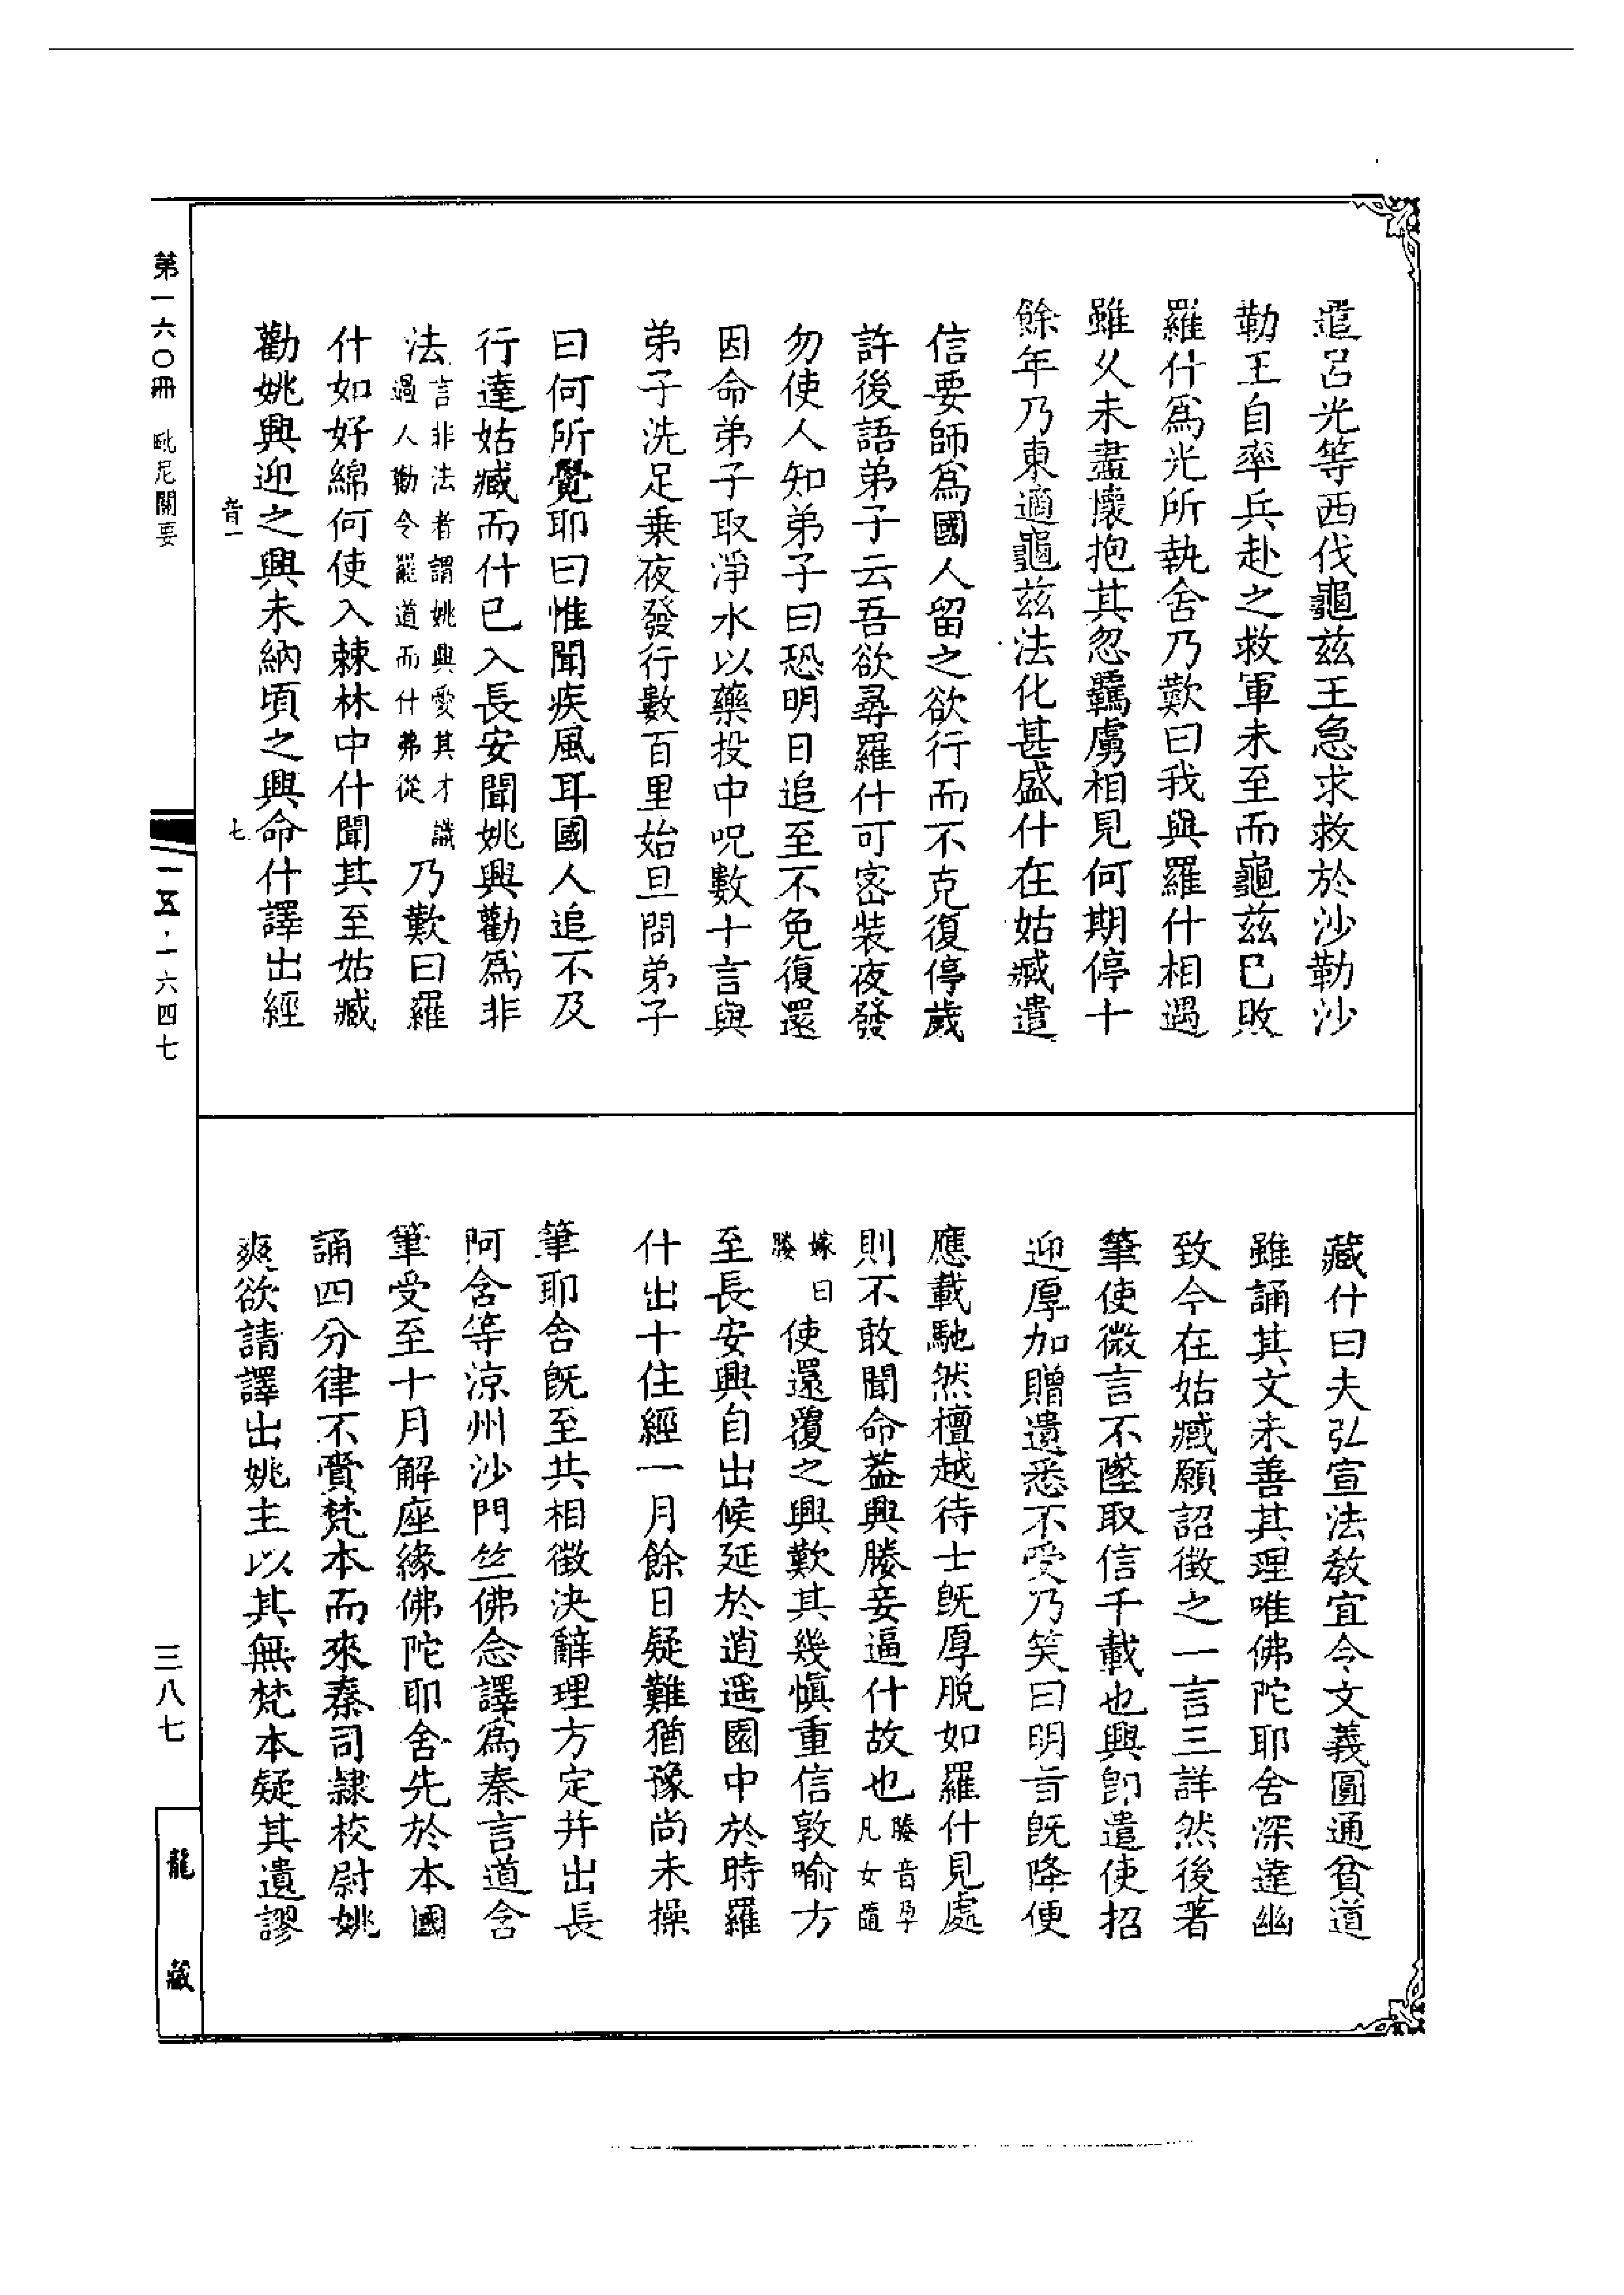 遣呂光等西伐龜兹王急求救於沙勒沙
勒王自率兵赴之救軍未至而龜兹巳敗
羅什爲光所執舍乃歎曰我與羅什相遇
雖乆未盡懷抱其忽羈虜相見何期停十
餘年乃東適龜兹法化甚盛什在姑臧遣
信要師爲國人留之欲行而不克復停歲
許後語弟子云吾欲尋羅什可密裝夜發
勿使人知弟子曰恐明日追至不免復還
因命弟子取淨水以藥投中呪數十言與
弟子洗足乗夜發行數百里始旦問弟子
曰何所覺耶曰惟聞疾風耳國人追不及
行達姑臧而什已入長安聞姚興勸爲非
法言非法者謂姚興愛其才識過人勸令罷道而什弗從乃歎曰羅
什如好綿何使入棘林中什聞其至姑臧
勸姚興迎之興未納頃之興命什譯出經
藏什曰夫弘宣法教宜令文義圓通貧道
雖誦其文未善其理唯佛陀耶舍深達幽
致今在姑臧願詔徴之一言三詳然後著
筆使微言不墜取信千載也興卽遣使招
迎厚加贈遺悉不受乃笑曰明旨旣降便
應載馳然檀越待士旣厚脱如羅什見處
則不敢聞命葢興媵妾逼什故也媵音孕凡女隨
嫁曰媵使還覆之興歎其幾慎重信敦喻方
至長安興自出候延於逍遥園中於時羅
什出十住經一月餘日疑難猶豫尚未操
筆耶舍旣至共相徴決辭理方定幷出長
阿含等涼州沙門竺佛念譯爲秦言道含
筆受至十月解座緣佛陀耶舍先於本國
誦四分律不賫梵本而來秦司隸校尉姚
爽欲請譯出姚主以其無梵本疑其遺謬
第一六〇冊 毗尼關要
音一
七
一五·一六四七
三八七
龍藏